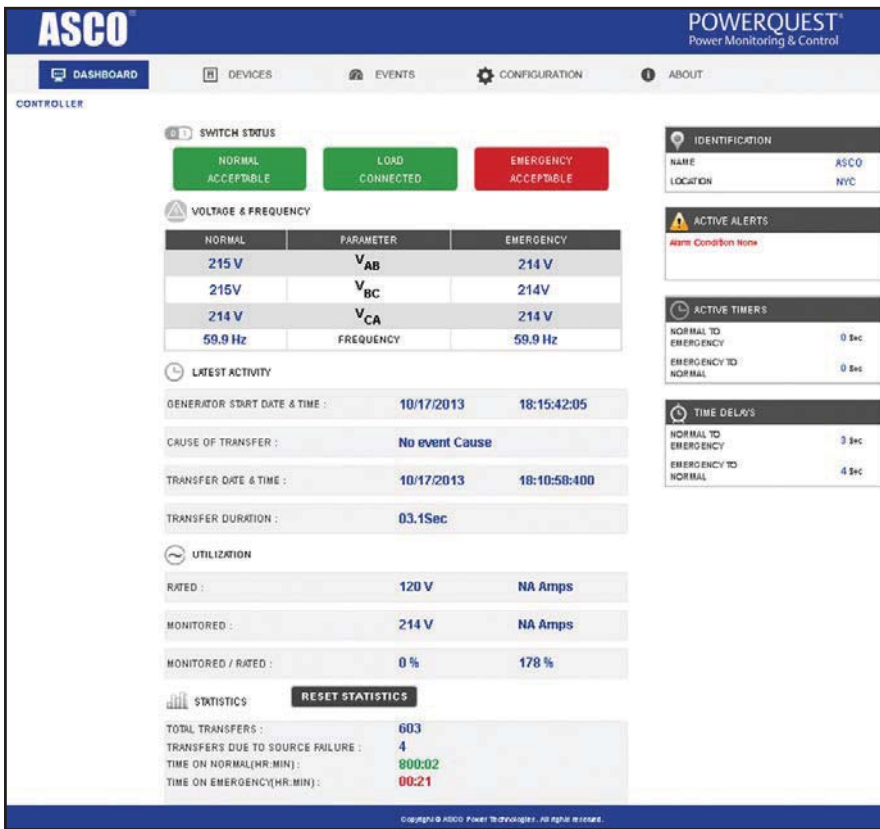 ASCO™
POWERQUEST®
Power Monitoring & Control
DASHBOARD
DEVICES
EVENTS
CONFIGURATION
ABOUT
CONTROLLER
SWITCH STATUS
NORMAL
ACCEPTABLE
LOAD
CONNECTED
EMERGENCY
ACCEPTABLE
VOLTAGE & FREQUENCY
NORMAL PARAMETER EMERGENCY
215 V VAB 214 V
215V VBC 214V
214 V VCA 214 V
59.9 Hz FREQUENCY 59.9 Hz
LATEST ACTIVITY
GENERATOR START DATE & TIME : 10/17/2013 18:15:42:05
CAUSE OF TRANSFER : No event Cause
TRANSFER DATE & TIME : 10/17/2013 18:10:58:400
TRANSFER DURATION : 03.1Sec
UTILIZATION
RATED : 120 V NA Amps
MONITORED : 214 V NA Amps
MONITORED / RATED : 0 % 178 %
STATISTICS RESET STATISTICS
TOTAL TRANSFERS : 603
TRANSFERS DUE TO SOURCE FAILURE : 4
TIME ON NORMAL(HR:MIN) : 800:02
TIME ON EMERGENCY(HR:MIN) : 00:21
IDENTIFICATION
NAME ASCO
LOCATION NYC
ACTIVE ALERTS
Alarm Condition None
ACTIVE TIMERS
NORMAL TO
EMERGENCY 0 Sec
EMERGENCY TO
NORMAL 0 Sec
TIME DELAYS
NORMAL TO
EMERGENCY 3 Sec
EMERGENCY TO
NORMAL 4 Sec
Copyright © ASCO Power Technologies. All rights reserved.